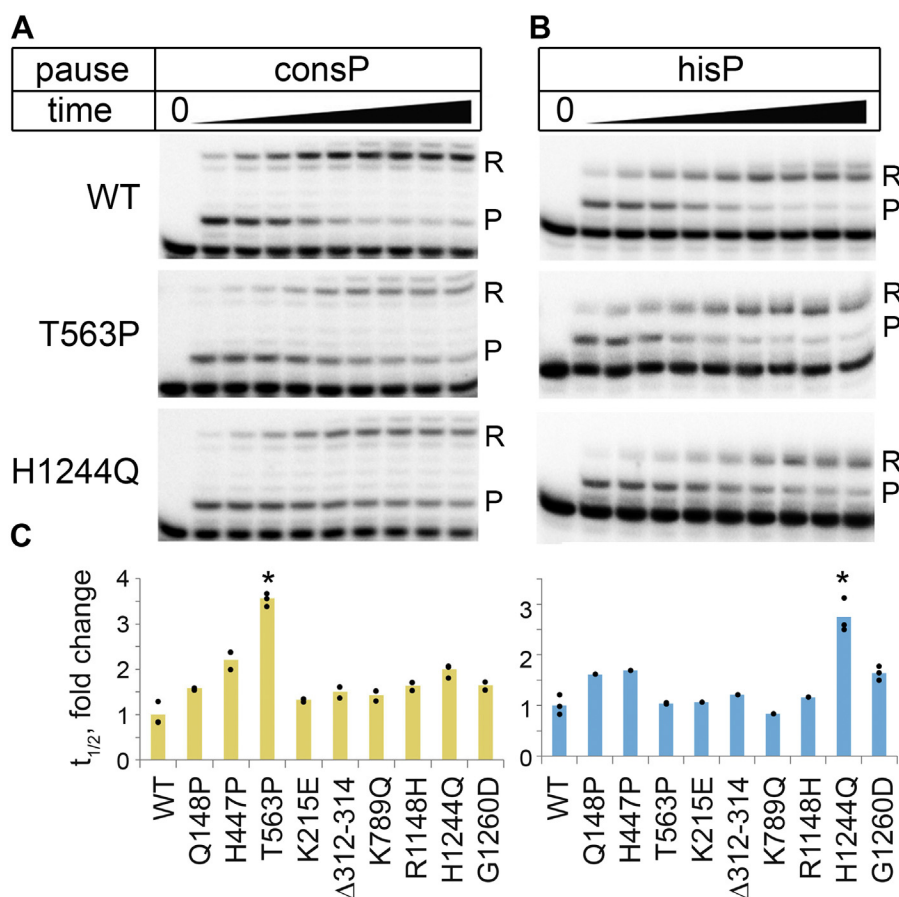 A
B
pause consP hisP
time 0 0
WT R R
P P
T563P R R
P P
H1244Q R R
P P
C
t1/2, fold change
4
3
2
1
0
*
WT Q148P H447P T563P K215E Δ312-314 K789Q R1148H H1244Q G1260D
3
2
1
0
*
WT Q148P H447P T563P K215E Δ312-314 K789Q R1148H H1244Q G1260D